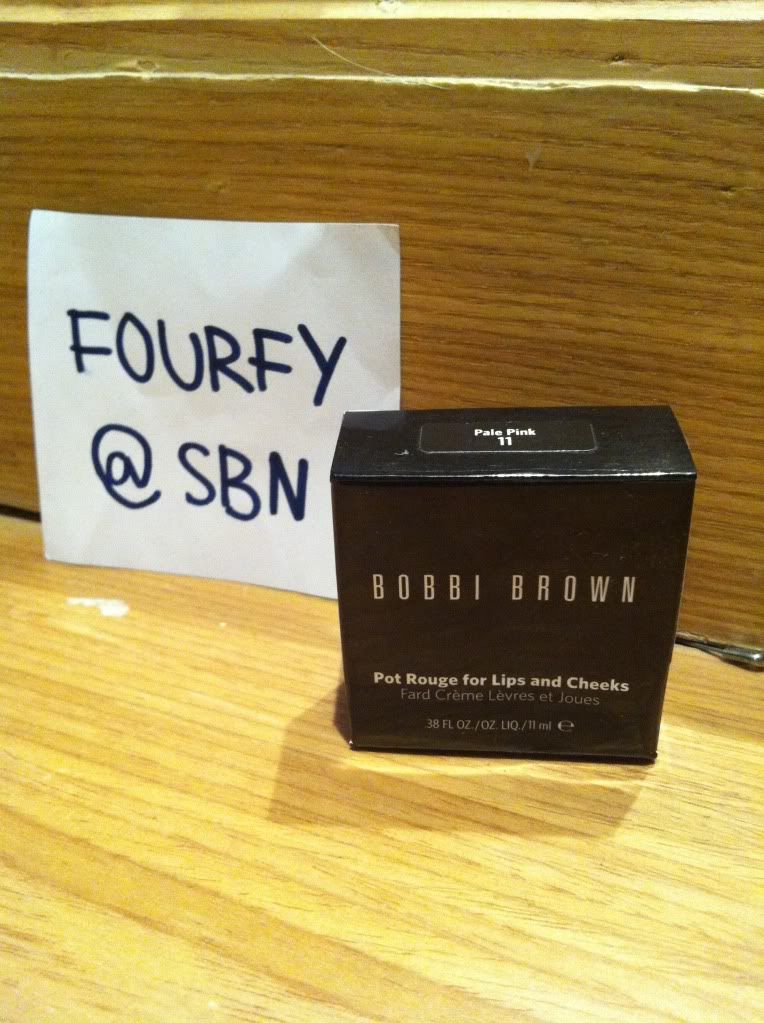 FOURFY
@ SBN
Pale Pink
11
BOBBI BROWN
Pot Rouge for Lips and Cheeks
Fard Crème Lèvres et Joues
38 FL OZ./OZ. LIQ./11 ml ℮